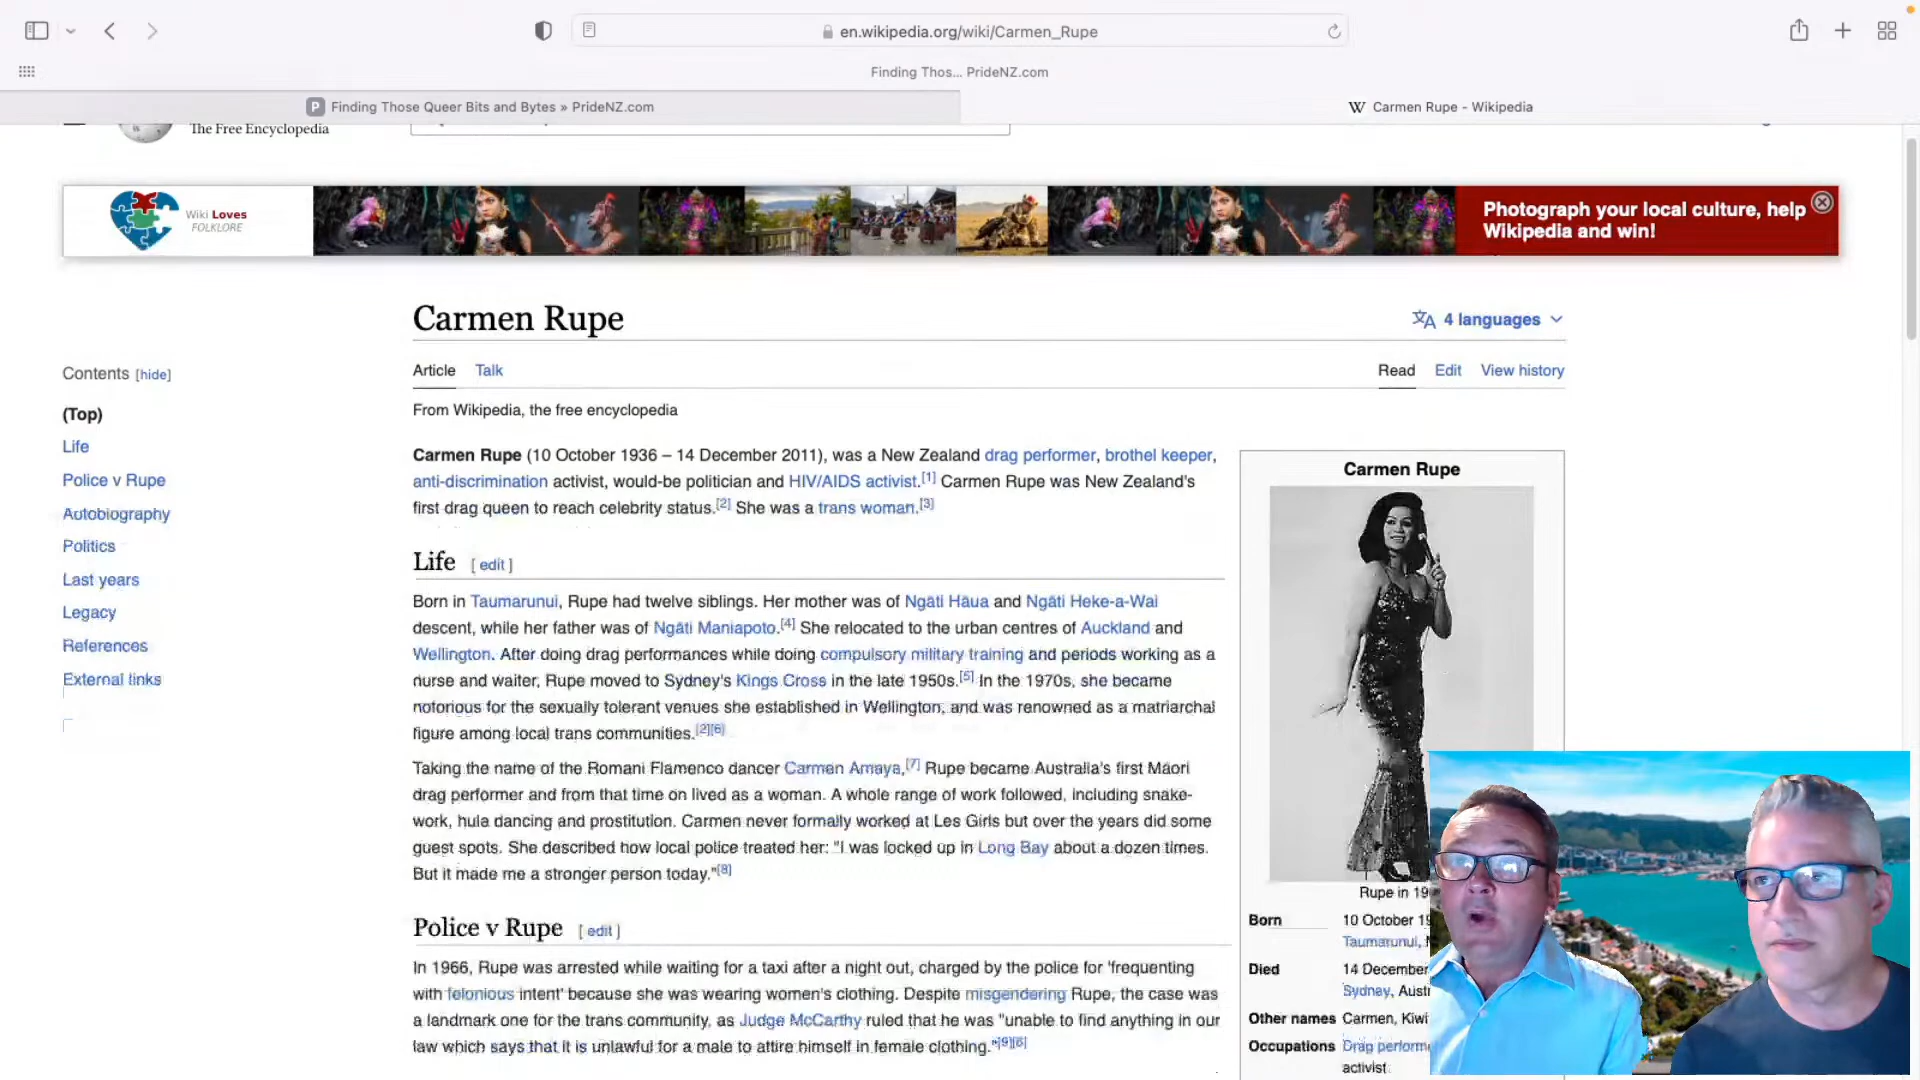 en.wikipedia.org/wiki/Carmen_Rupe
Finding Thos... PrideNZ.com
P Finding Those Queer Bits and Bytes » PrideNZ.com
W Carmen Rupe - Wikipedia
The Free Encyclopedia
Wiki Loves
FOLKLORE
Photograph your local culture, help
Wikipedia and win!
Carmen Rupe
4 languages
Contents [hide]
(Top)
Life
Police v Rupe
Autobiography
Politics
Last years
Legacy
References
External links
Article Talk
Read Edit View history
From Wikipedia, the free encyclopedia
Carmen Rupe (10 October 1936 – 14 December 2011), was a New Zealand drag performer, brothel keeper,
anti-discrimination activist, would-be politician and HIV/AIDS activist.[1] Carmen Rupe was New Zealand's
first drag queen to reach celebrity status.[2] She was a trans woman.[3]
Life [ edit ]
Born in Taumarunui, Rupe had twelve siblings. Her mother was of Ngāti Hāua and Ngāti Heke-a-Wai
descent, while her father was of Ngāti Maniapoto.[4] She relocated to the urban centres of Auckland and
Wellington. After doing drag performances while doing compulsory military training and periods working as a
nurse and waiter, Rupe moved to Sydney's Kings Cross in the late 1950s.[5] In the 1970s, she became
notorious for the sexually tolerant venues she established in Wellington, and was renowned as a matriarchal
figure among local trans communities.[2][6]
Taking the name of the Romani Flamenco dancer Carmen Amaya,[7] Rupe became Australia's first Māori
drag performer and from that time on lived as a woman. A whole range of work followed, including snake-
work, hula dancing and prostitution. Carmen never formally worked at Les Girls but over the years did some
guest spots. She described how local police treated her: "I was locked up in Long Bay about a dozen times.
But it made me a stronger person today."[8]
Police v Rupe [ edit ]
In 1966, Rupe was arrested while waiting for a taxi after a night out, charged by the police for 'frequenting
with felonious intent' because she was wearing women's clothing. Despite misgendering Rupe, the case was
a landmark one for the trans community, as Judge McCarthy ruled that he was "unable to find anything in our
law which says that it is unlawful for a male to attire himself in female clothing."[9][6]
Carmen Rupe
Rupe in 19
Born 10 October 19
Taumarunui,
Died 14 December
Sydney, Aust
Other names Carmen, Kiwi
Occupations Drag perform
activist